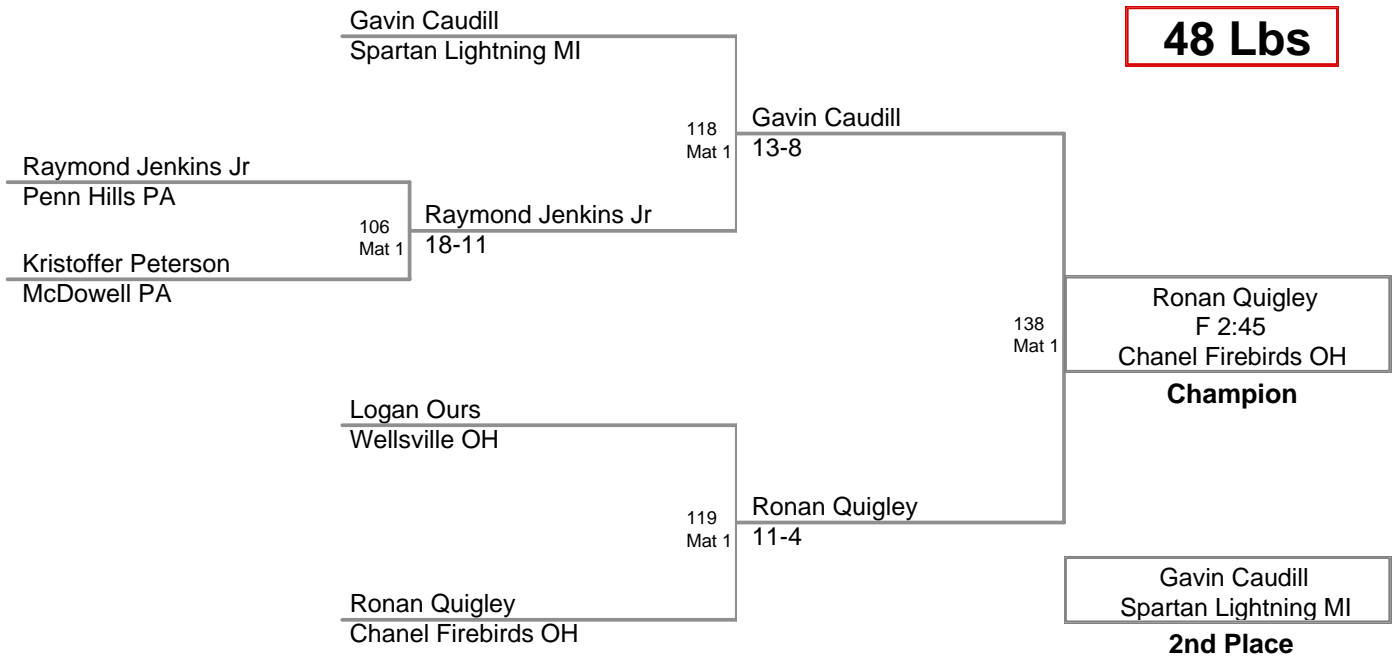 Gavin Caudill
Spartan Lightning MI
48 Lbs
118
Mat 1
Gavin Caudill
13-8
Raymond Jenkins Jr
Penn Hills PA
106
Mat 1
Raymond Jenkins Jr
18-11
Kristoffer Peterson
McDowell PA
138
Mat 1
Ronan Quigley
F 2:45
Chanel Firebirds OH
Champion
Logan Ours
Wellsville OH
119
Mat 1
Ronan Quigley
11-4
Ronan Quigley
Chanel Firebirds OH
Gavin Caudill
Spartan Lightning MI
2nd Place